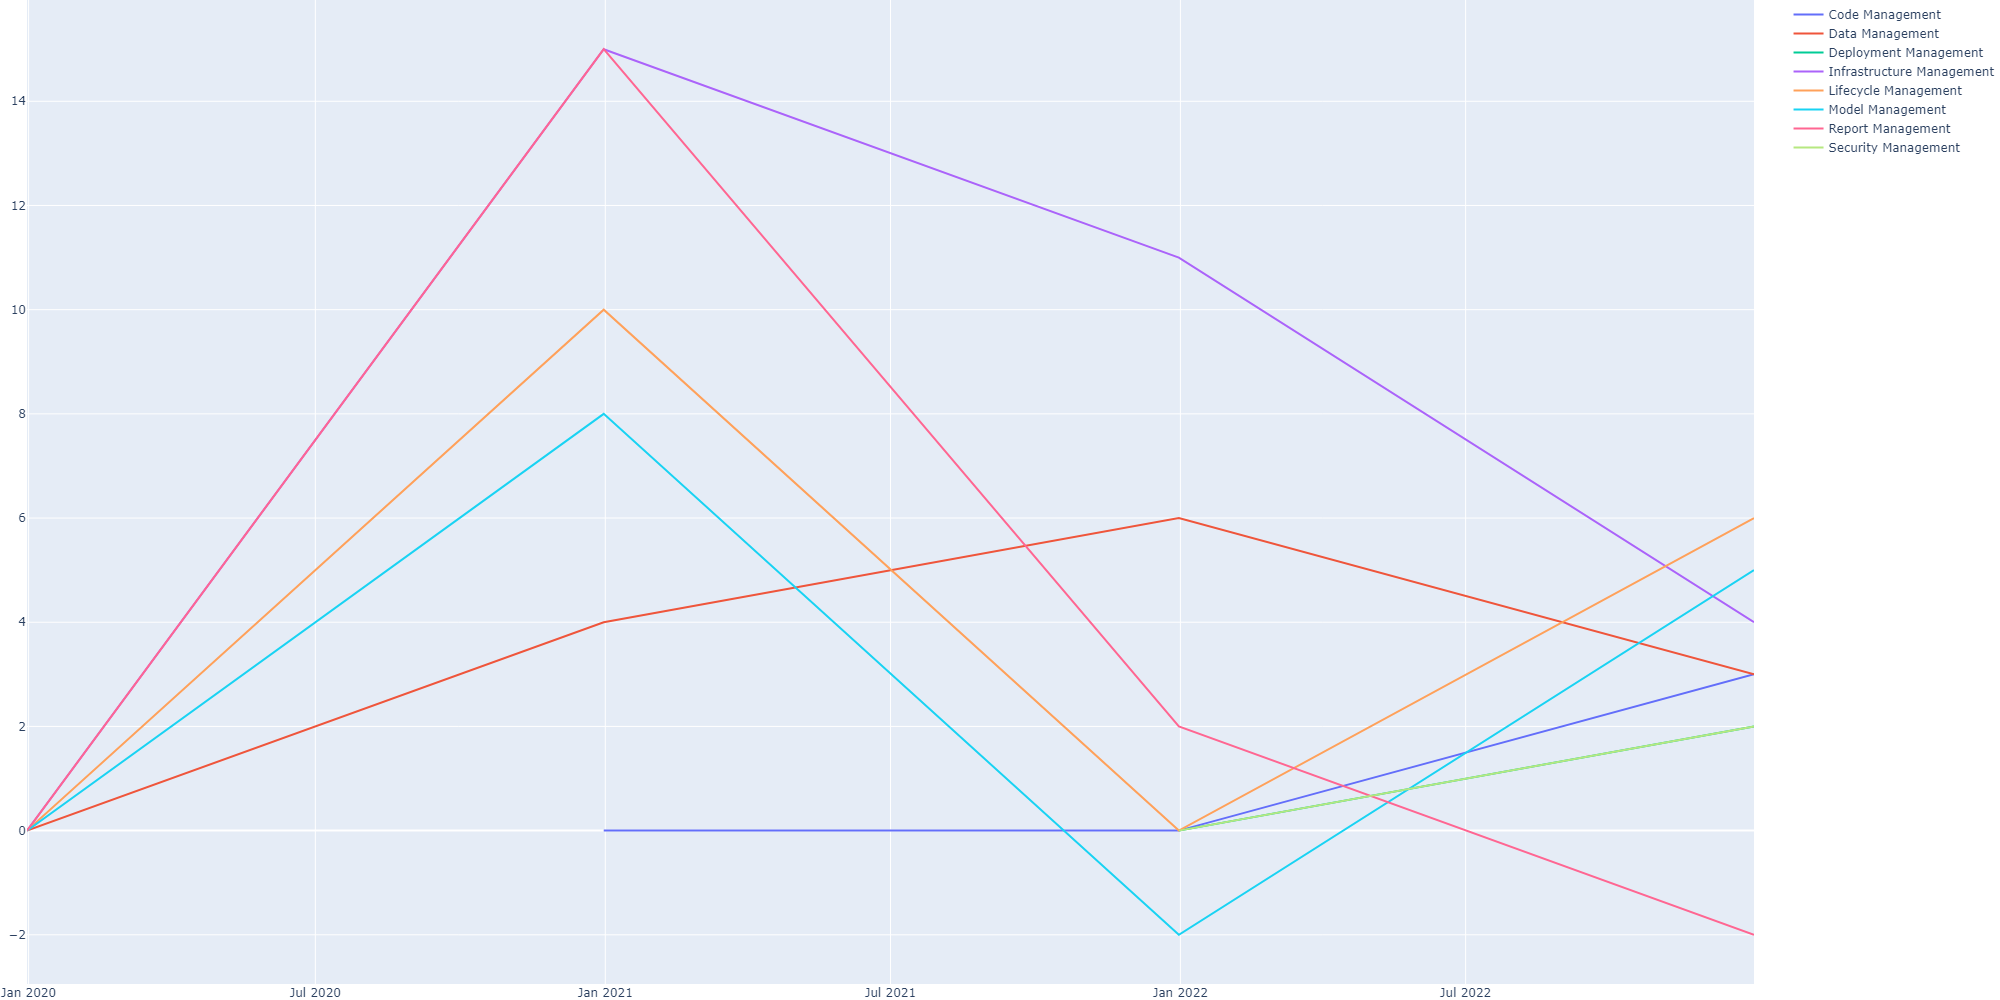 14
12
10
8
6
4
2
0
−2
Jan 2020
Jul 2020
Jan 2021
Jul 2021
Jan 2022
Jul 2022
Code Management
Data Management
Deployment Management
Infrastructure Management
Lifecycle Management
Model Management
Report Management
Security Management